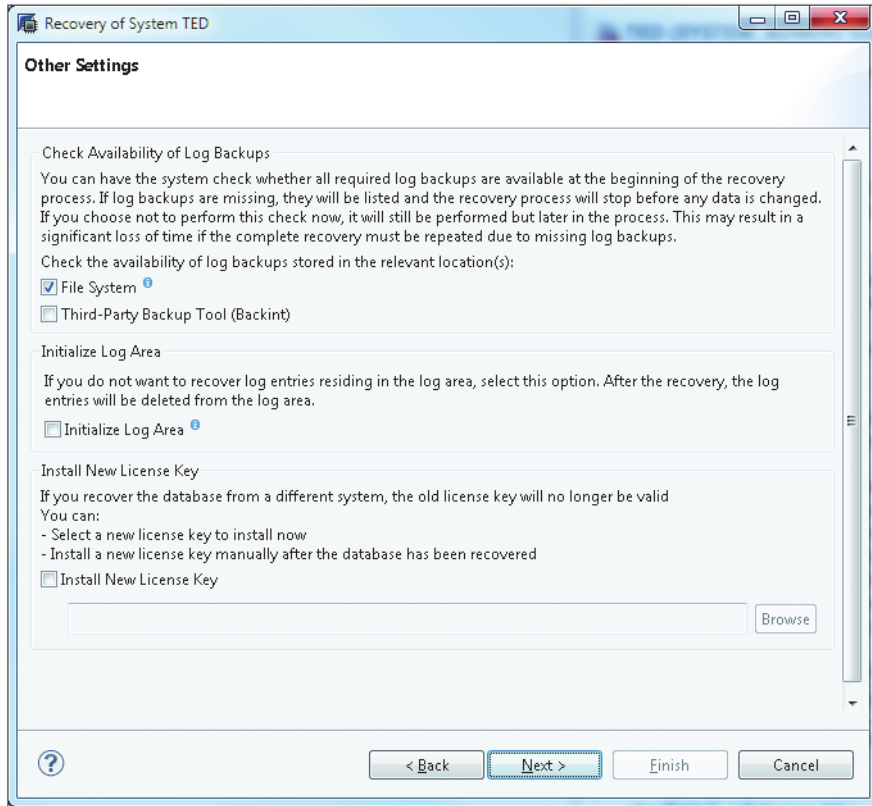 Recovery of System TED
Other Settings
Check Availability of Log Backups
You can have the system check whether all required log backups are available at the beginning of the recovery
process. If log backups are missing, they will be listed and the recovery process will stop before any data is changed.
If you choose not to perform this check now, it will still be performed but later in the process. This may result in a
significant loss of time if the complete recovery must be repeated due to missing log backups.
Check the availability of log backups stored in the relevant location(s):
File System
Third-Party Backup Tool (Backint)
Initialize Log Area
If you do not want to recover log entries residing in the log area, select this option. After the recovery, the log
entries will be deleted from the log area.
Initialize Log Area
Install New License Key
If you recover the database from a different system, the old license key will no longer be valid
You can:
- Select a new license key to install now
- Install a new license key manually after the database has been recovered
Install New License Key
Browse
< Back
Next >
Finish
Cancel